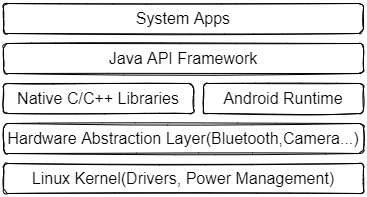 System Apps
Java API Framework
Native C/C++ Libraries
Android Runtime
Hardware Abstraction Layer(Bluetooth,Camera...)
Linux Kernel(Drivers, Power Management)